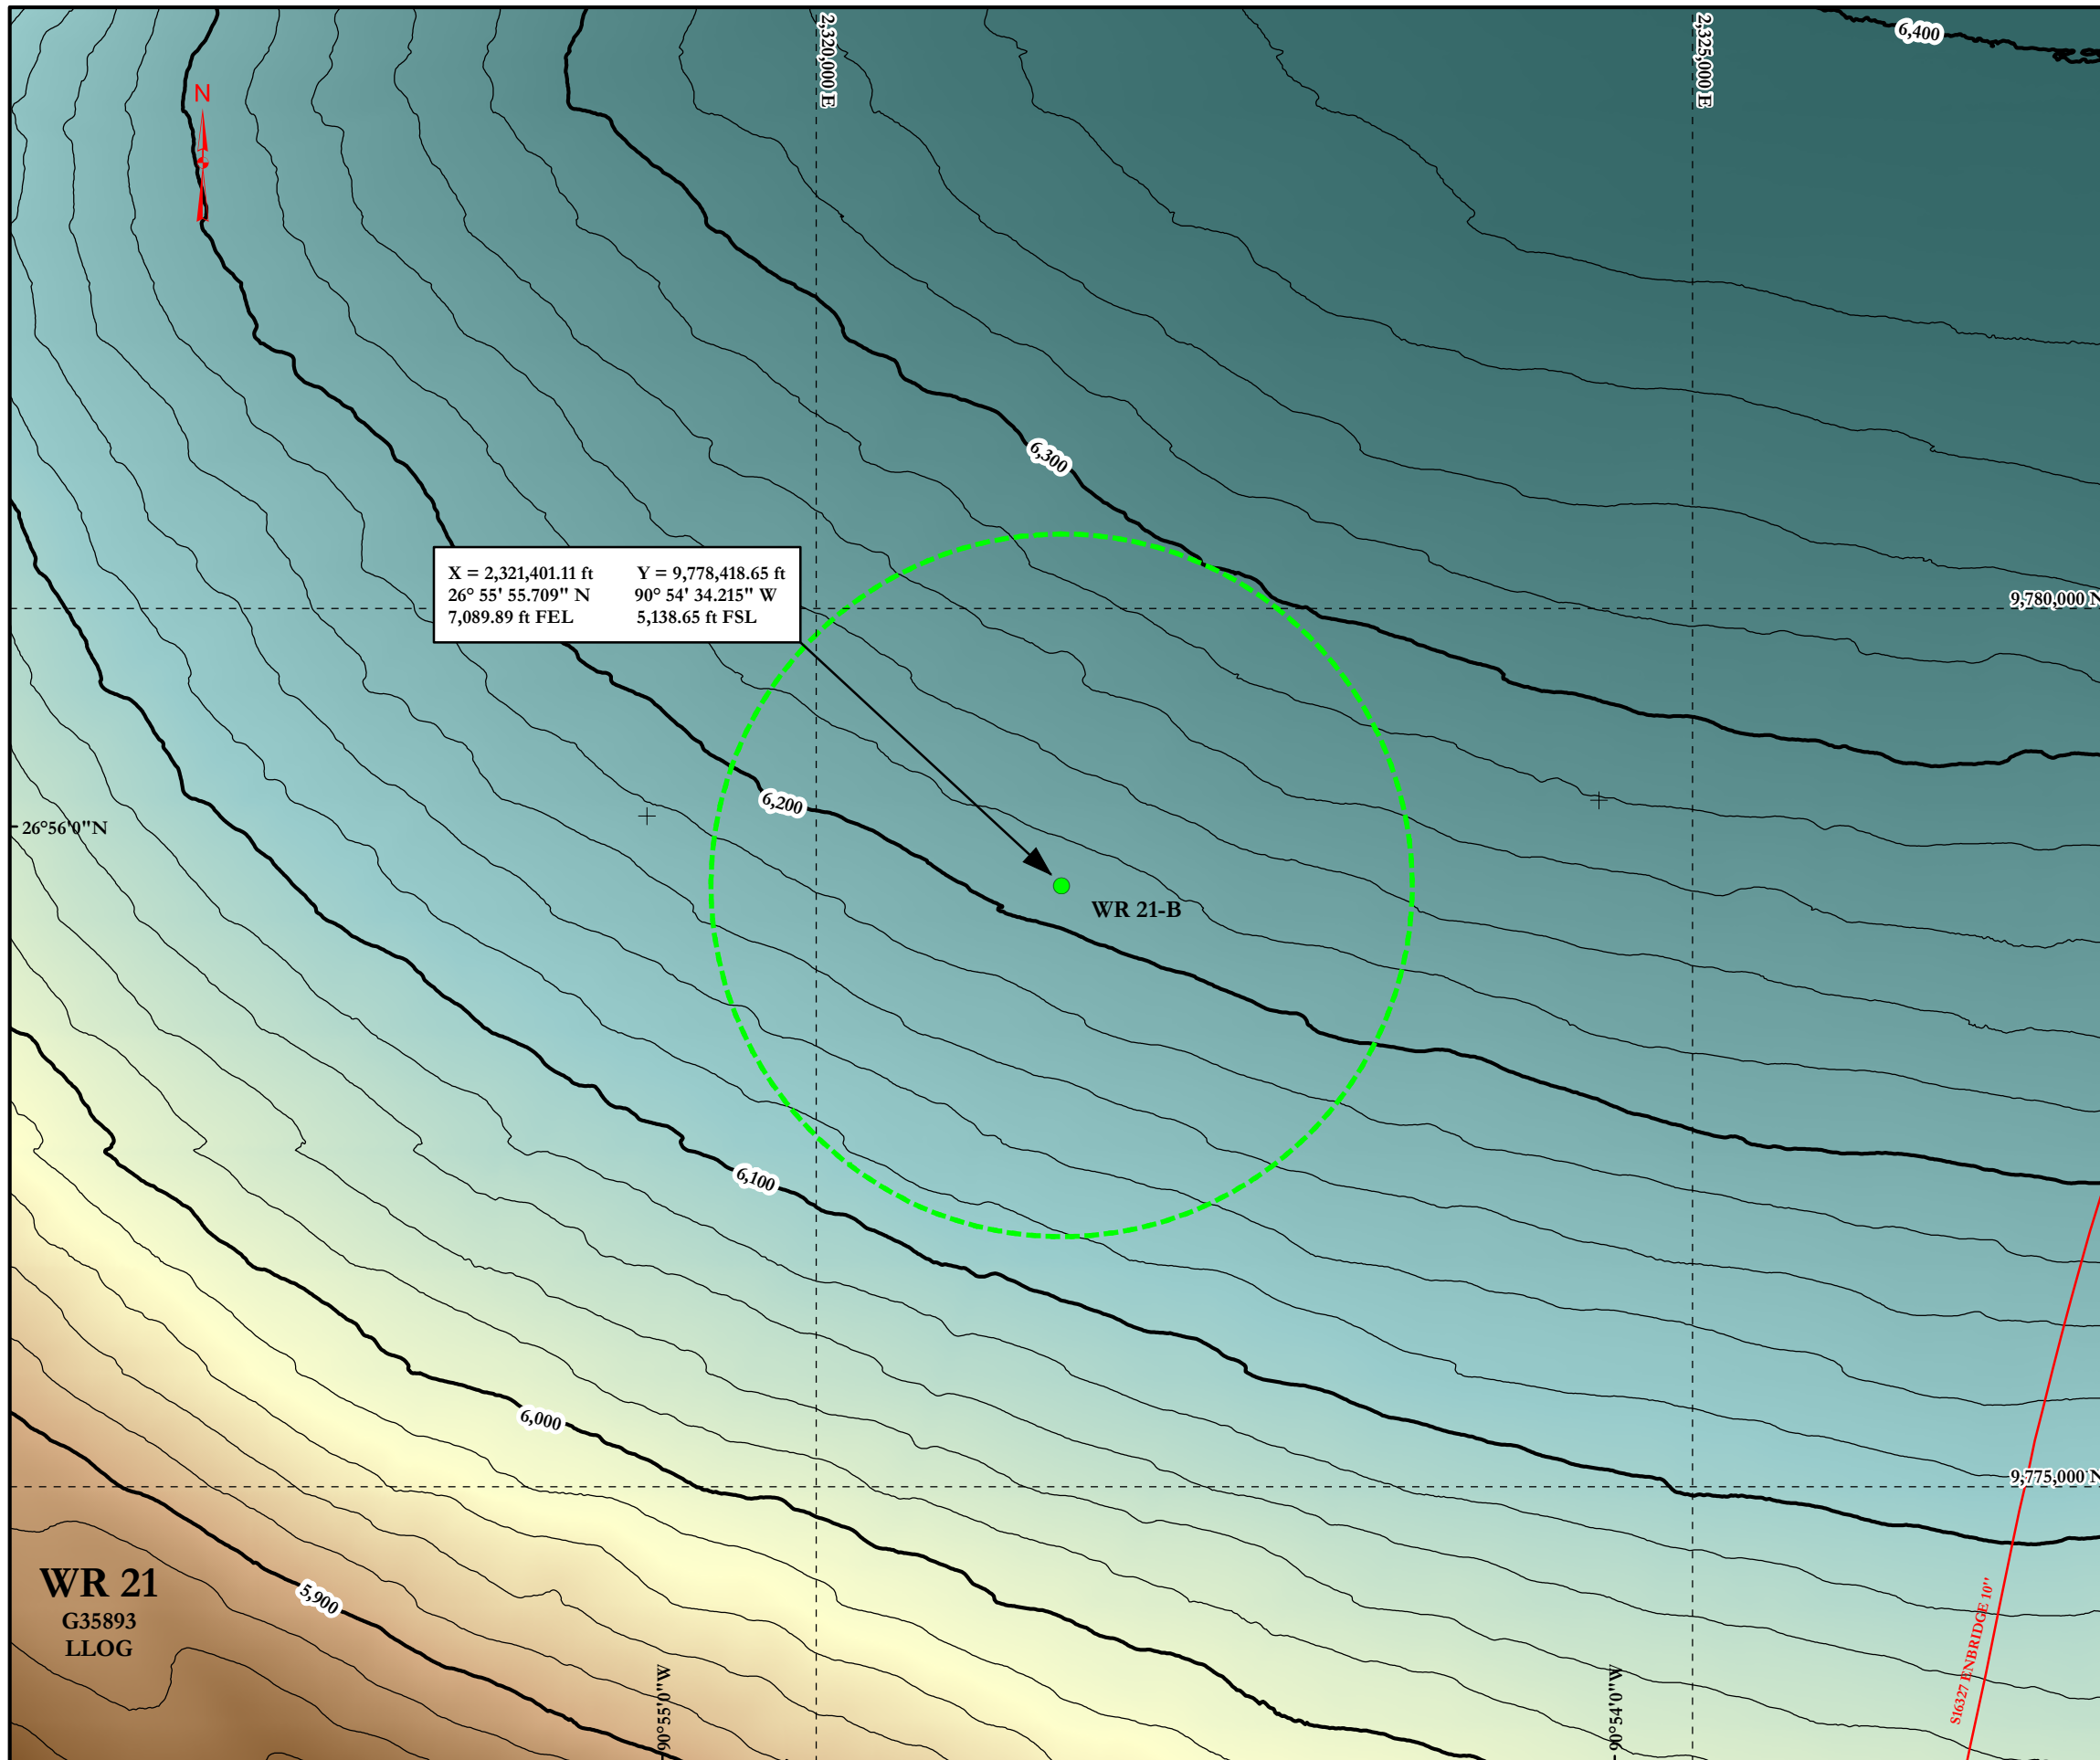 2,320,000 E
2,325,000 E
6,400
N
6,300
X = 2,321,401.11 ft Y = 9,778,418.65 ft
26° 55' 55.709" N 90° 54' 34.215" W
7,089.89 ft FEL 5,138.65 ft FSL
9,780,000 N
6,200
26°56'0"N
WR 21-B
6,100
6,000
9,775,000 N
WR 21
G35893
LLOG
5,900
90°55'0"W
90°54'0"W
S16327 ENBRIDGE 10''